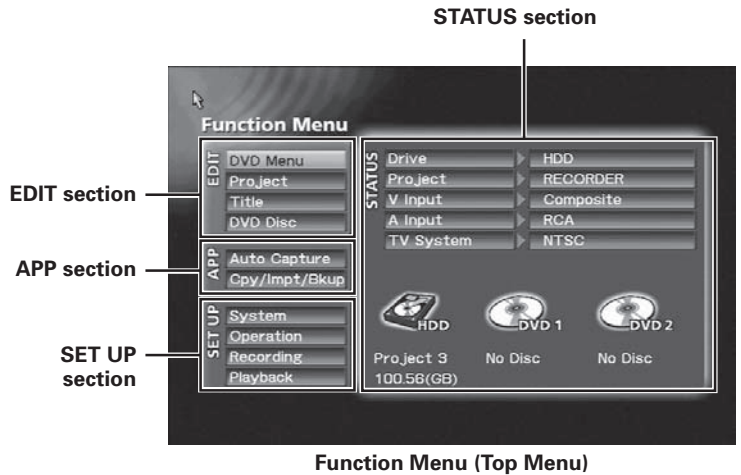 STATUS section
Function Menu
EDIT section
EDIT
DVD Menu
Project
Title
DVD Disc
APP section
APP
Auto Capture
Cpy/Impt/Bkup
SET UP section
SET UP
System
Operation
Recording
Playback
STATUS
Drive HDD
Project RECORDER
V Input Composite
A Input RCA
TV System NTSC
HDD DVD 1 DVD 2
Project 3 No Disc No Disc
100.56(GB)
Function Menu (Top Menu)